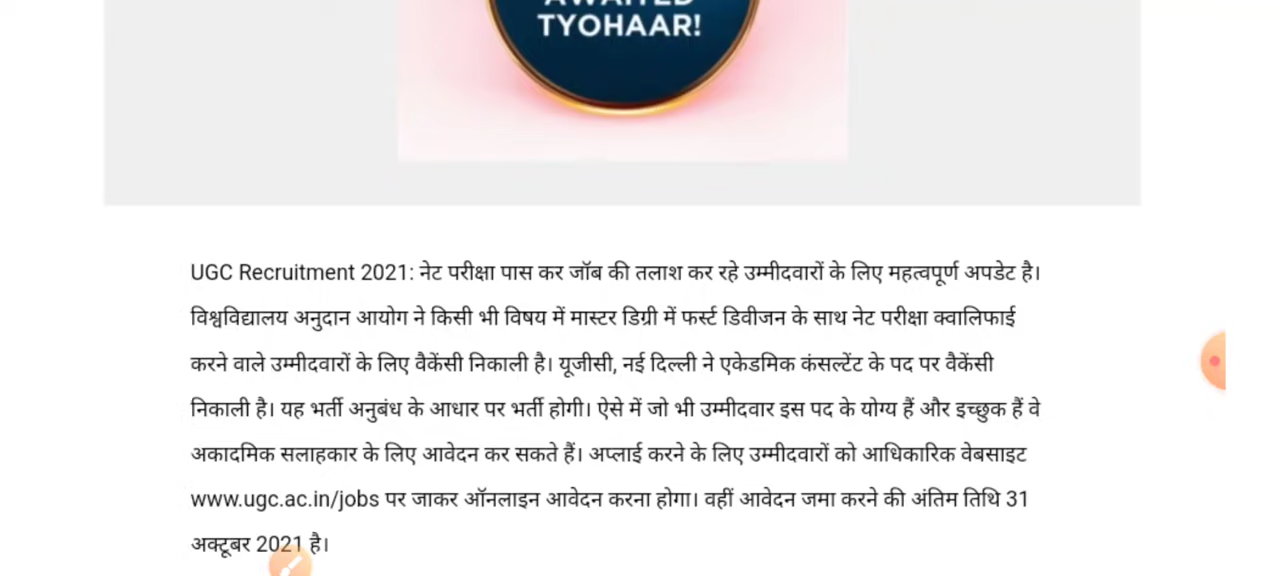 TYOHAAR!
UGC Recruitment 2021: नेट परीक्षा पास कर जॉब की तलाश कर रहे उम्मीदवारों के लिए महत्वपूर्ण अपडेट है।
विश्वविद्यालय अनुदान आयोग ने किसी भी विषय में मास्टर डिग्री में फर्स्ट डिवीजन के साथ नेट परीक्षा क्वालिफाई
करने वाले उम्मीदवारों के लिए वैकेंसी निकाली है। यूजीसी, नई दिल्ली ने एकेडमिक कंसल्टेंट के पद पर वैकेंसी
निकाली है। यह भर्ती अनुबंध के आधार पर भर्ती होगी। ऐसे में जो भी उम्मीदवार इस पद के योग्य हैं और इच्छुक हैं वे
अकादमिक सलाहकार के लिए आवेदन कर सकते हैं। अप्लाई करने के लिए उम्मीदवारों को आधिकारिक वेबसाइट
www.ugc.ac.in/jobs पर जाकर ऑनलाइन आवेदन करना होगा। वहीं आवेदन जमा करने की अंतिम तिथि 31
अक्टूबर 2021 है।